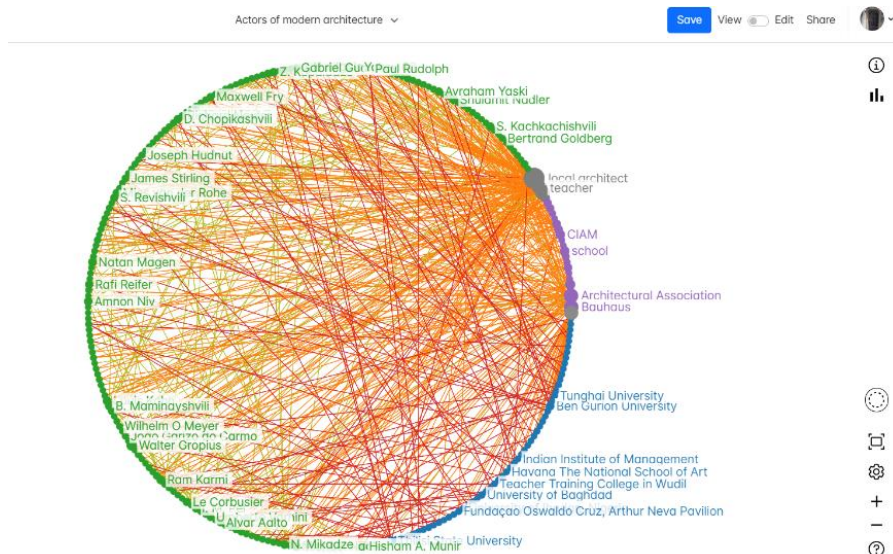 Actors of modern architecture
Save View Edit Share
Paul Rudolph
Maxwell Fry
Avraham Yaski
Shulamit Nadler
D. Chopikashvili
S. Kachkachishvili
Bertrand Goldberg
Joseph Hudnut
James Stirling
local architect
teacher
Rohe
S. Revishvili
CIAM
school
Natan Magen
Rafi Reifer
Amnon Niv
Architectural Association
Bauhaus
Tunghai University
Ben Gurion University
B. Maminayshvili
Wilhelm O Meyer
Walter Gropius
Indian Institute of Management
Havana The National School of Art
Ram Karmi
Teacher Training College in Wudil
University of Baghdad
Le Corbusier
Fundaçao Oswaldo Cruz, Arthur Neva Pavilion
Alvar Aalto
N. Mikadze
Hisham A. Munir
University